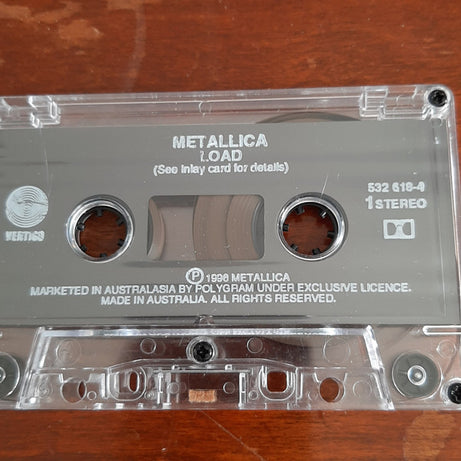 METALLICA
LOAD
(See inlay card for details)
532 618-4
1 STEREO
VERTIGO
Ⓟ 1996 METALLICA
MARKETED IN AUSTRALASIA BY POLYGRAM UNDER EXCLUSIVE LICENCE.
MADE IN AUSTRALIA. ALL RIGHTS RESERVED.